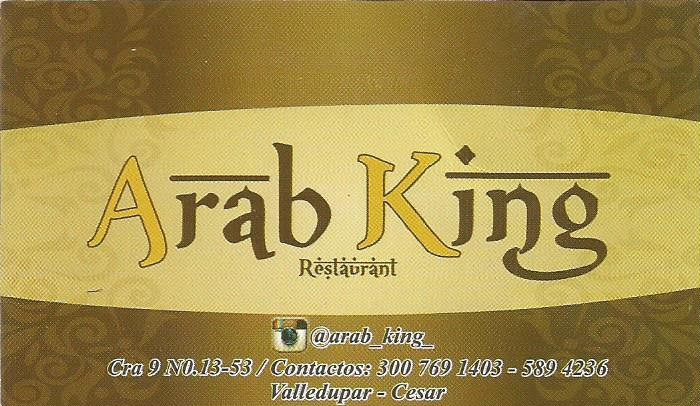 Arab King
Restaurant
@arab_king_
Cra 9 N0.13-53 / Contactos: 300 769 1403 - 589 4236
Valledupar - Cesar